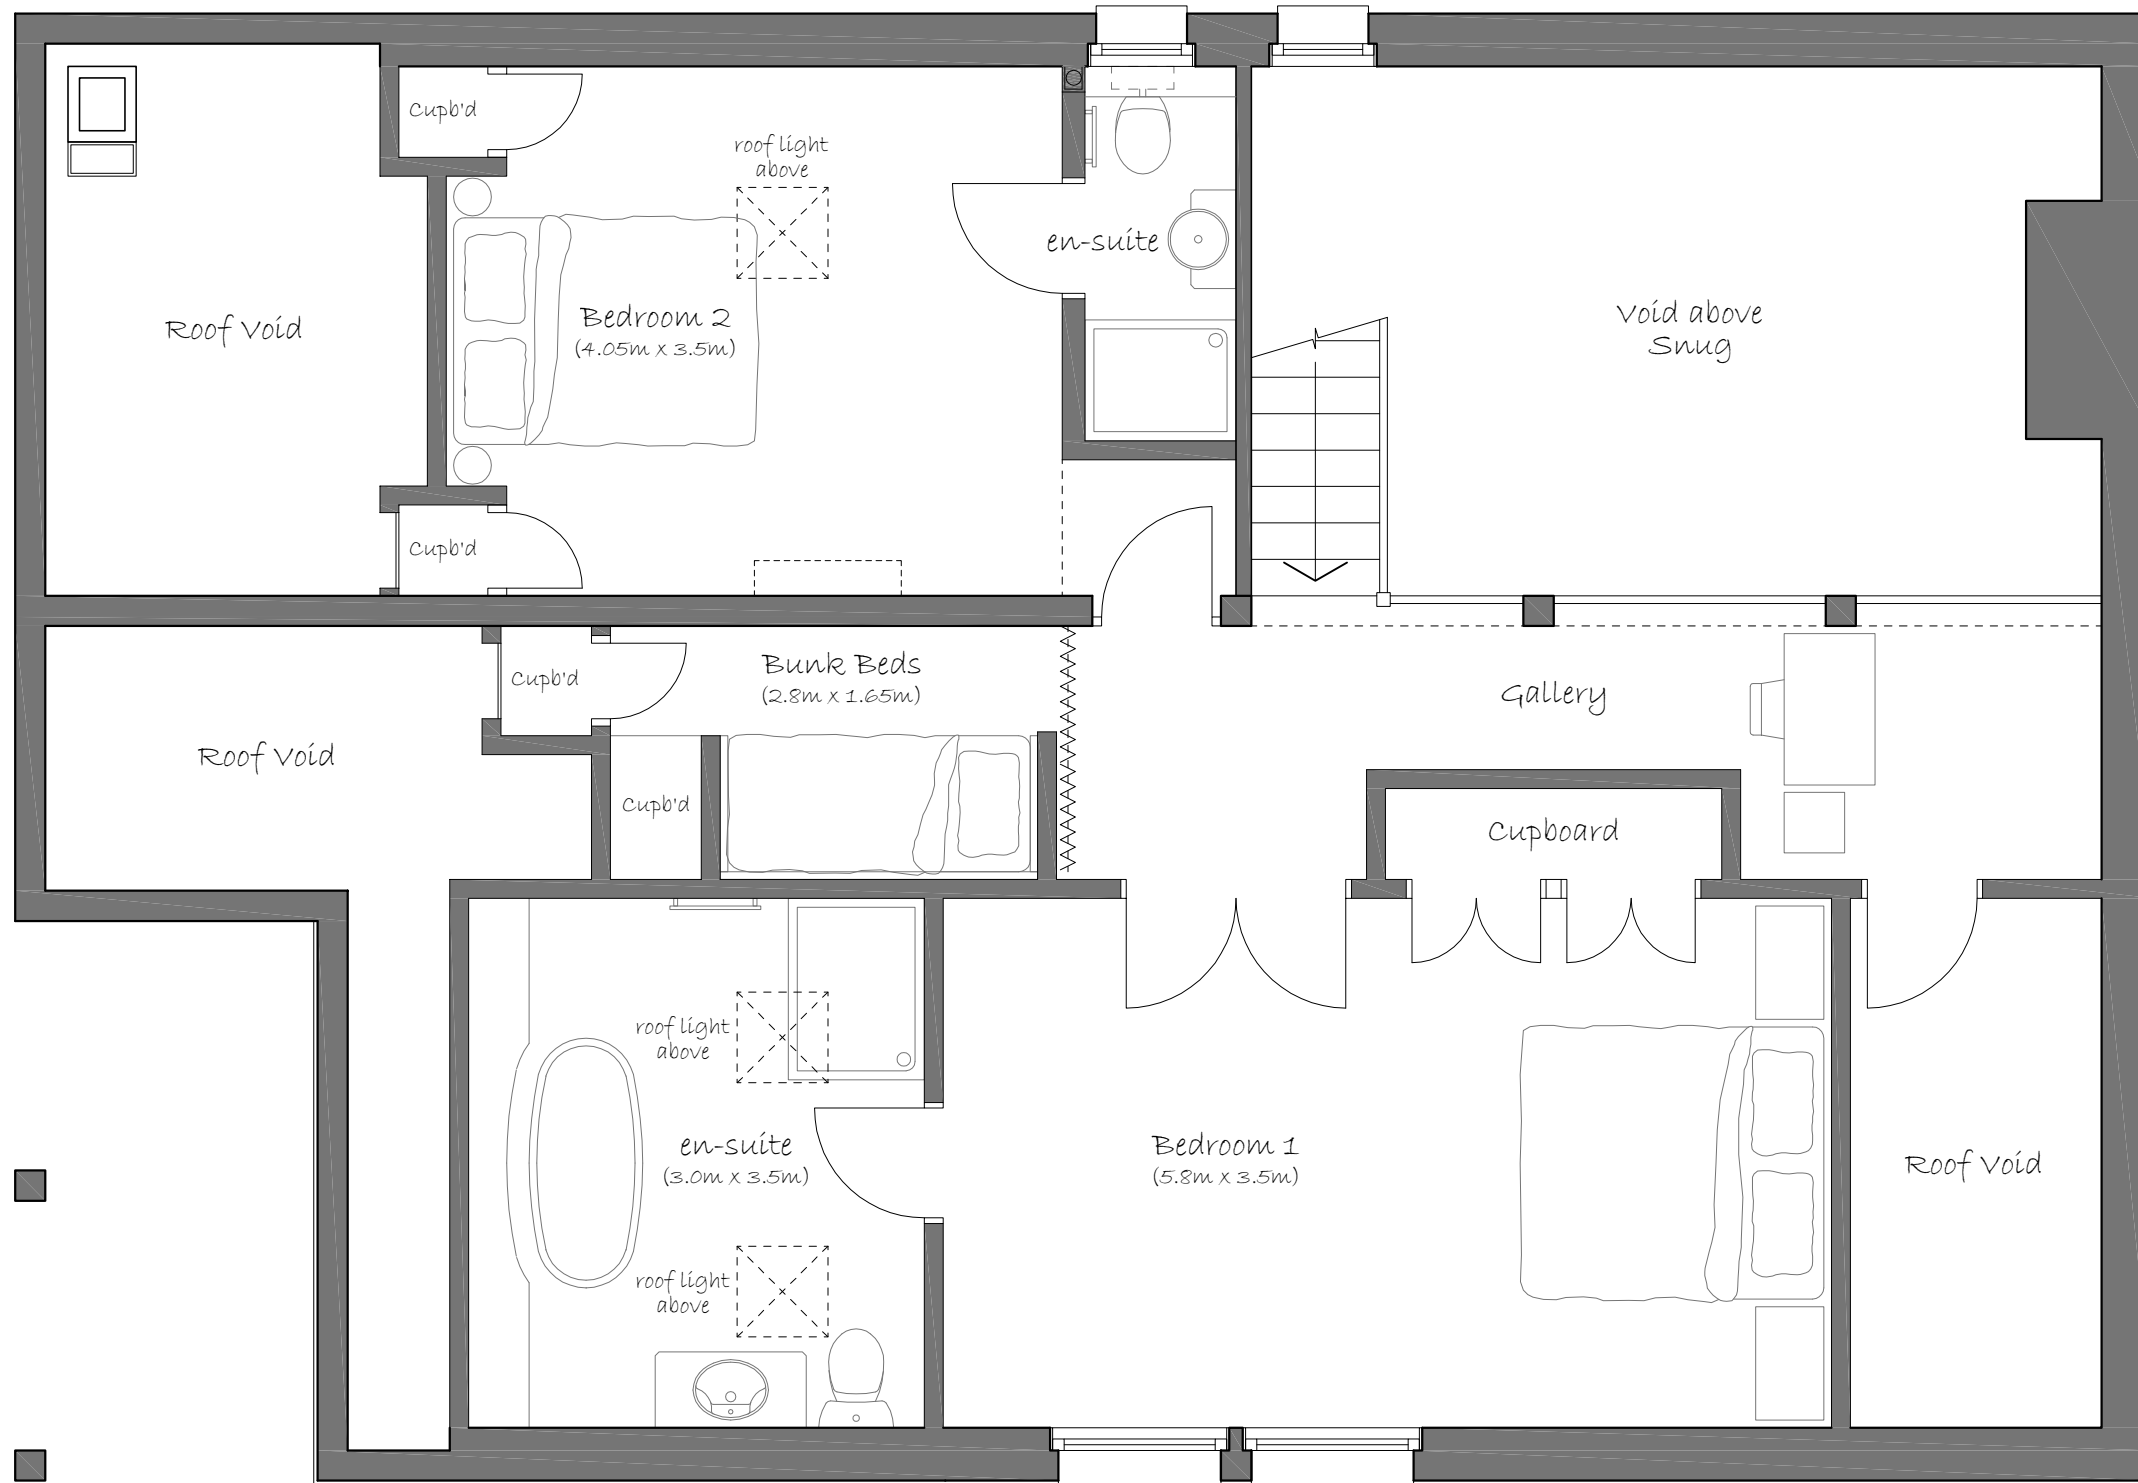 Cupb'd
roof light
above
en-suite
Roof Void
Bedroom 2
(4.05m x 3.5m)
Void above
Snug
Cupb'd
Bunk Beds
(2.8m x 1.65m)
Cupb'd
Gallery
Roof Void
Cupb'd
Cupboard
roof light
above
en-suite
(3.0m x 3.5m)
Bedroom 1
(5.8m x 3.5m)
Roof Void
roof light
above